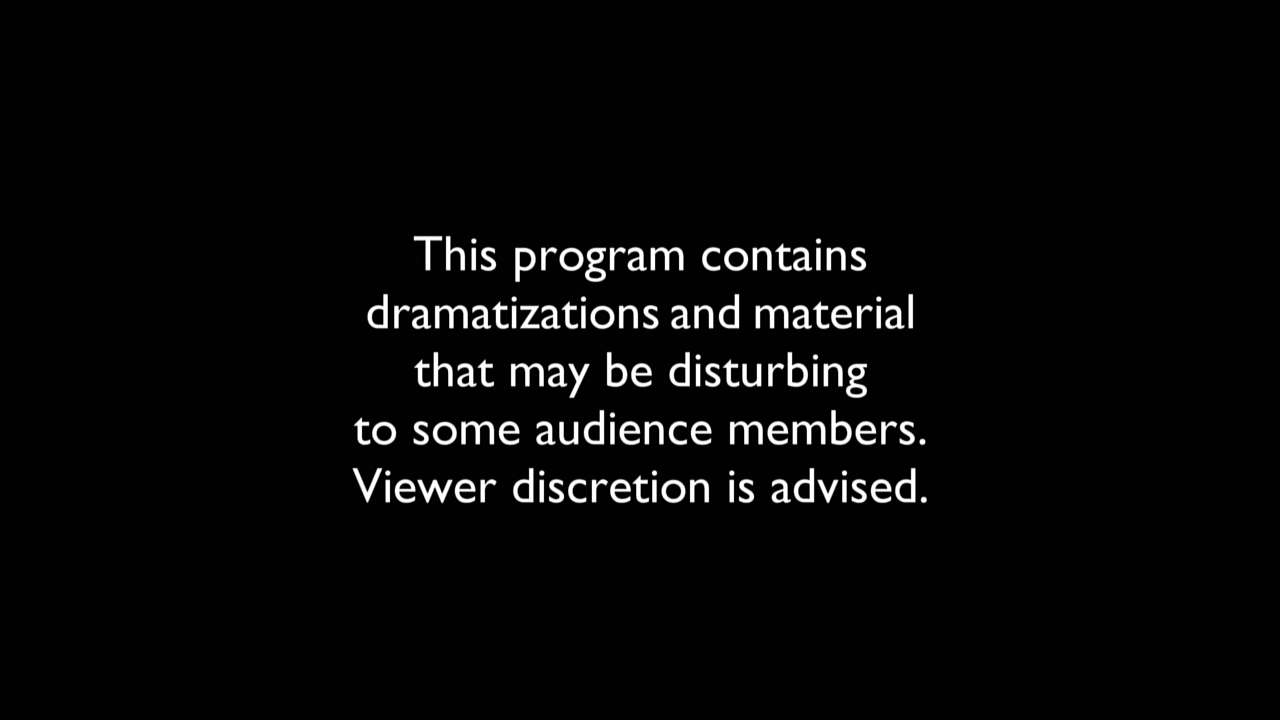 This program contains
dramatizations and material
that may be disturbing
to some audience members.
Viewer discretion is advised.